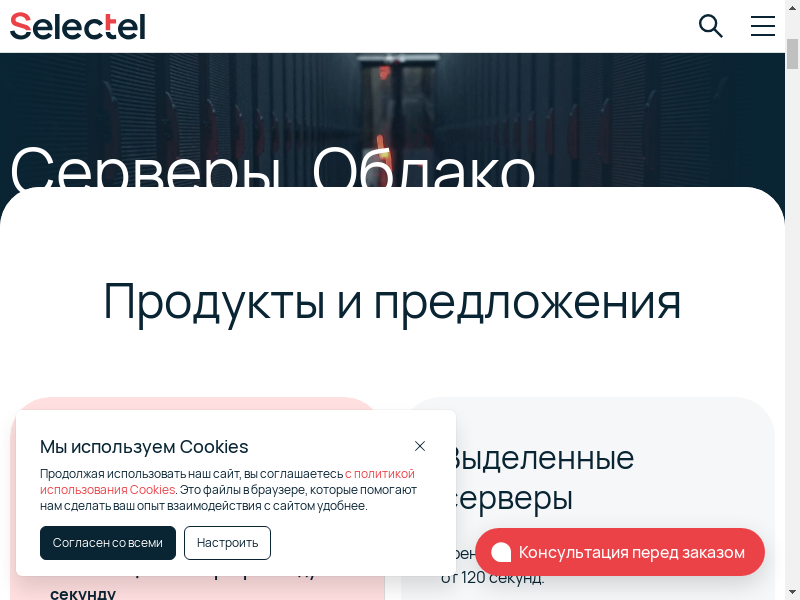 Selectel
Серверы Облако
Продукты и предложения
Мы используем Cookies
Продолжая использовать наш сайт, вы соглашаетесь с политикой
использования Cookies. Это файлы в браузере, которые помогают
нам сделать ваш опыт взаимодействия с сайтом удобнее.
Согласен со всеми
Настроить
секунду
Выделенные
серверы
Консультация перед заказом
от 120 секунд.